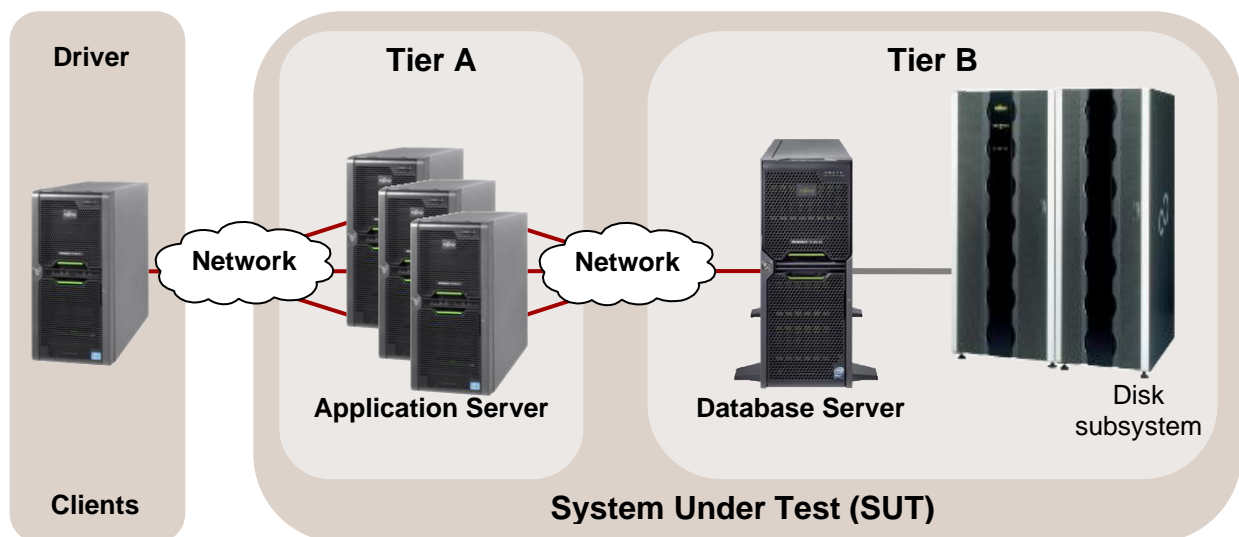 Driver
Tier A
Tier B
Network
Network
Application Server
Database Server
Disk
subsystem
Clients
System Under Test (SUT)